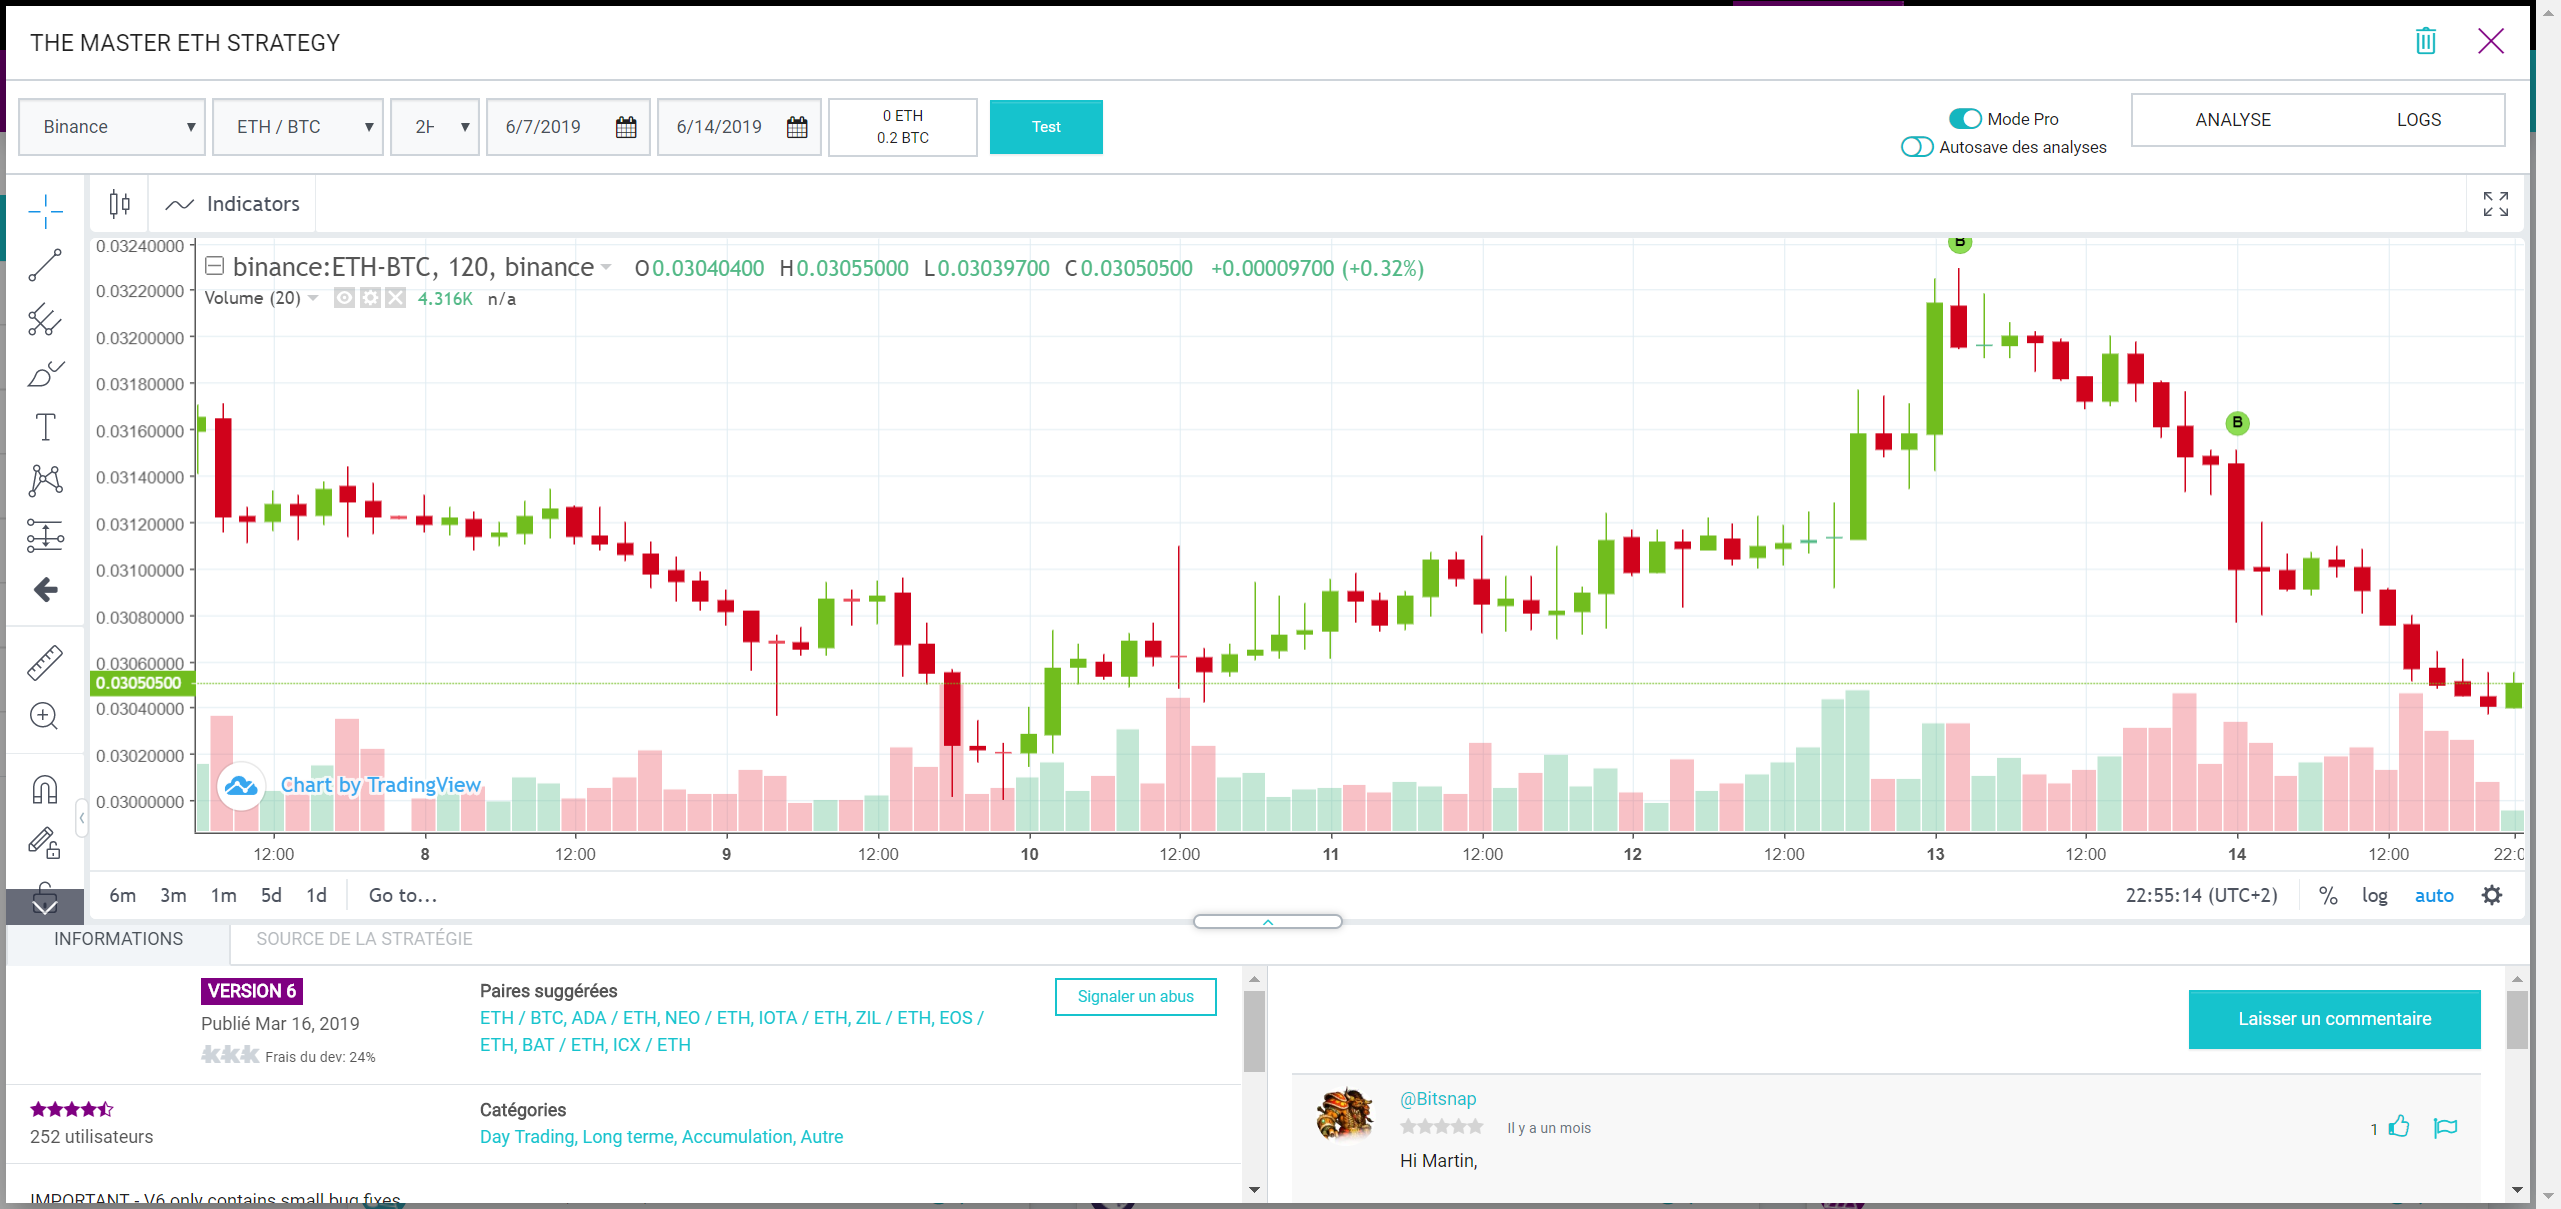 THE MASTER ETH STRATEGY
Binance
ETH / BTC
6/7/2019
6/14/2019
0 ETH
0.2 BTC
Test
Mode Pro
Autosave des analyses
ANALYSE
LOGS
Indicators
binance:ETH-BTC, 120, binance O 0.03040400 H 0.03055000 L 0.03039700 C 0.03050500 +0.00009700 (+0.32%)
Volume (20) 4.316K n/a
0.03240000
0.03220000
0.03200000
0.03180000
0.03160000
0.03140000
0.03120000
0.03100000
0.03080000
0.03060000
0.03050500
0.03040000
0.03020000
0.03000000
B
B
Chart by TradingView
12:00 8 12:00 9 12:00 10 12:00 11 12:00 12 12:00 13 12:00 14 12:00
6m 3m 1m 5d 1d Go to...
22:55:14 (UTC+2) % log auto
INFORMATIONS
SOURCE DE LA STRATÉGIE
VERSION 6
Publié Mar 16, 2019
Frais du dev: 24%
Paires suggérées
ETH / BTC, ADA / ETH, NEO / ETH, IOTA / ETH, ZIL / ETH, EOS /
ETH, BAT / ETH, ICX / ETH
Signaler un abus
252 utilisateurs
Catégories
Day Trading, Long terme, Accumulation, Autre
IMPORTANT - V6 only contains small bug fixes
Laisser un commentaire
@Bitsnap
Il y a un mois
1
Hi Martin,